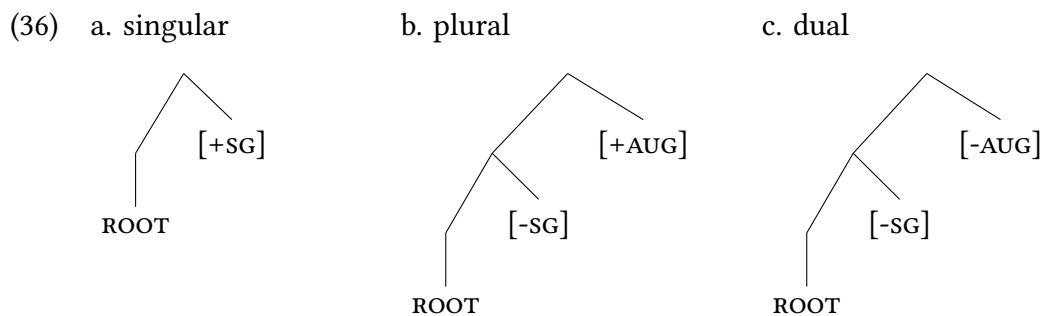 (36) a. singular b. plural c. dual
[+SG] [+AUG] [-AUG]
ROOT [-SG] [-SG]
ROOT ROOT